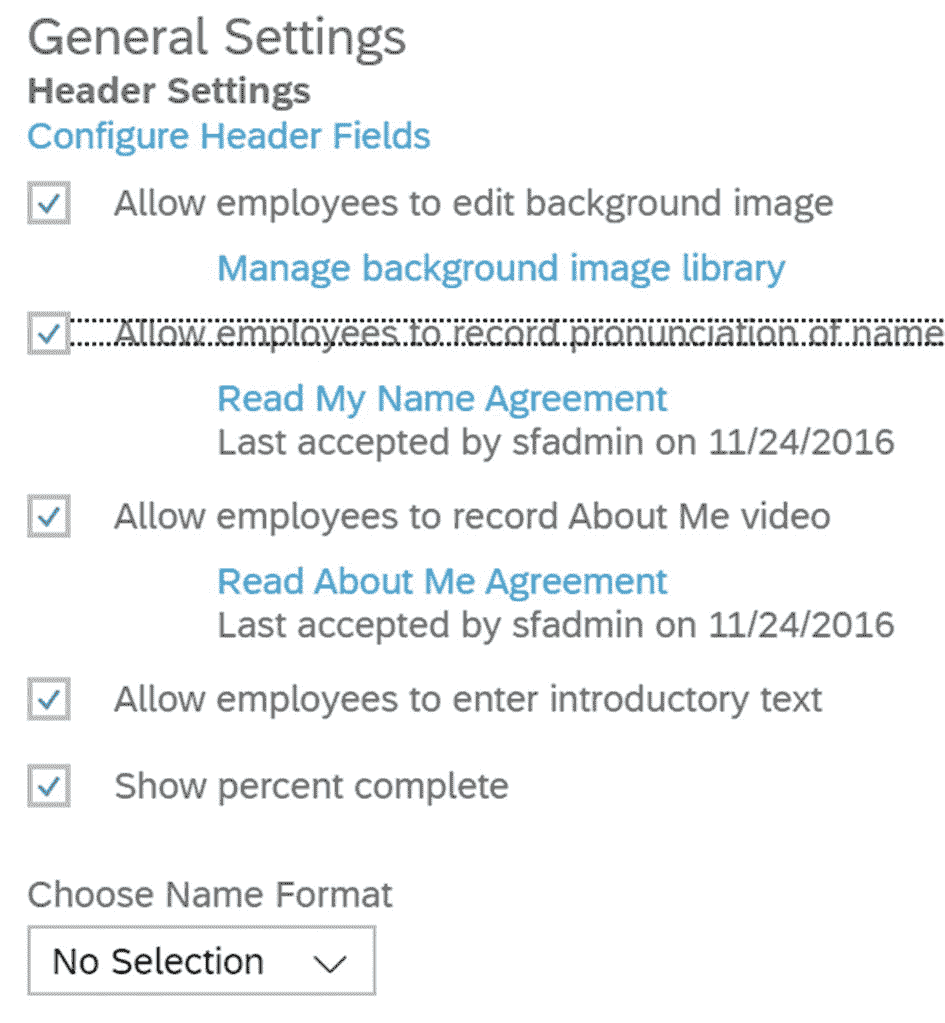 General Settings
Header Settings
Configure Header Fields
Allow employees to edit background image
Manage background image library
Allow employees to record pronunciation of name
Read My Name Agreement
Last accepted by sfadmin on 11/24/2016
Allow employees to record About Me video
Read About Me Agreement
Last accepted by sfadmin on 11/24/2016
Allow employees to enter introductory text
Show percent complete
Choose Name Format
No Selection